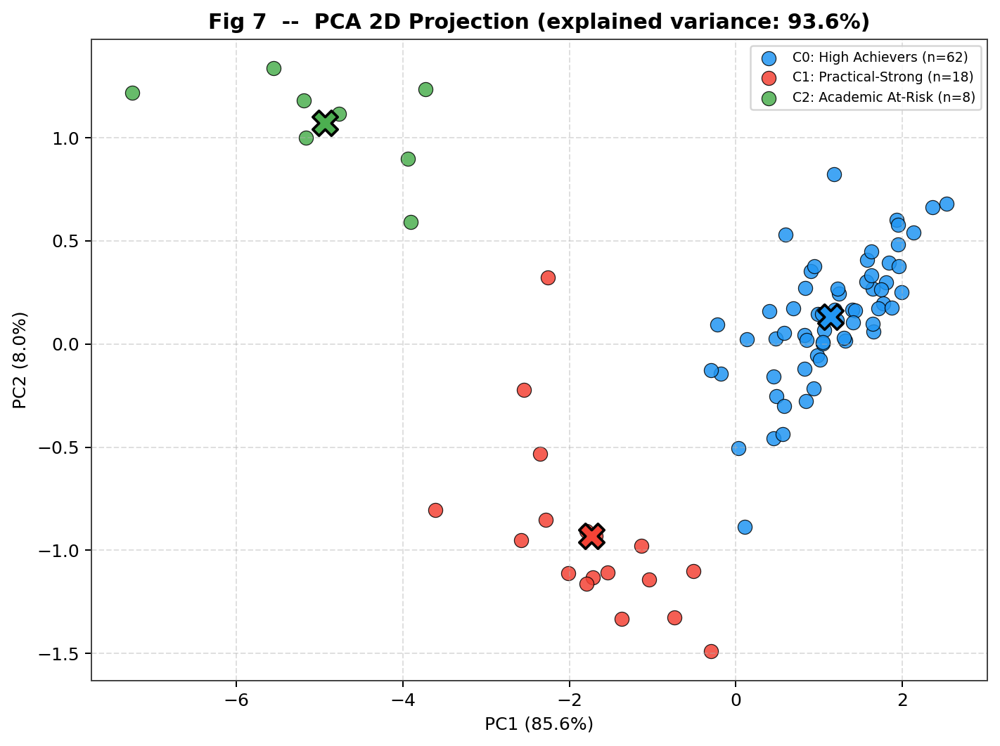 Fig 7 -- PCA 2D Projection (explained variance: 93.6%)
C0: High Achievers (n=62)
C1: Practical-Strong (n=18)
C2: Academic At-Risk (n=8)
1.0
0.5
0.0
−0.5
−1.0
−1.5
PC2 (8.0%)
−6
−4
−2
0
2
PC1 (85.6%)